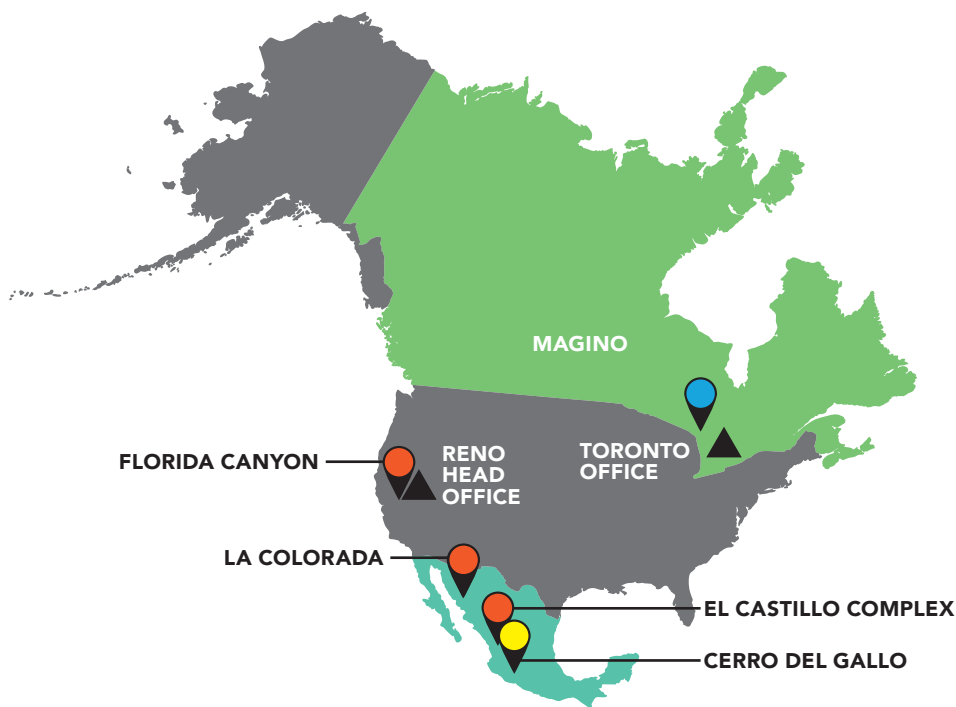 MAGINO
FLORIDA CANYON
RENO
HEAD
OFFICE
TORONTO
OFFICE
LA COLORADA
EL CASTILLO COMPLEX
CERRO DEL GALLO